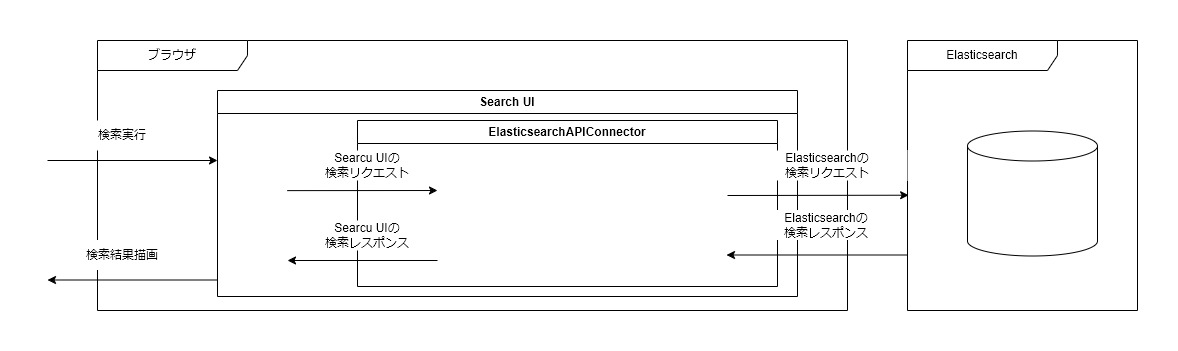 ブラウザ
Elasticsearch
Search UI
ElasticsearchAPIConnector
検索実行
Searcu UIの
検索リクエスト
Elasticsearchの
検索リクエスト
Searcu UIの
検索レスポンス
Elasticsearchの
検索レスポンス
検索結果描画